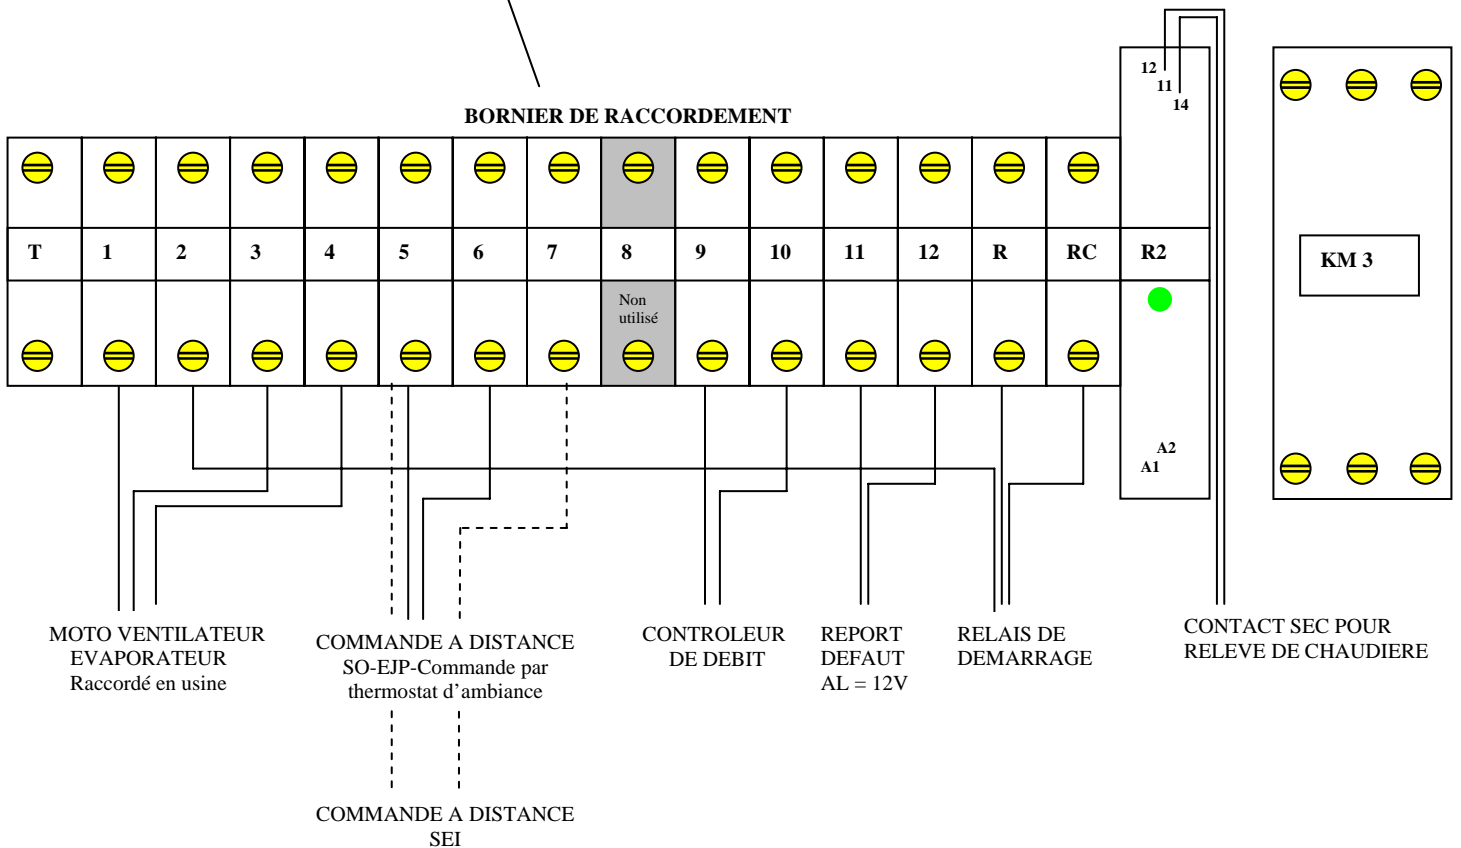 12
11
14
BORNIER DE RACCORDEMENT
T 1 2 3 4 5 6 7 8 9 10 11 12 R RC R2 KM 3
Non
utilisé
A2
A1
MOTO VENTILATEUR
EVAPORATEUR
Raccordé en usine
COMMANDE A DISTANCE
SO-EJP-Commande par
thermostat d'ambiance
CONTROLEUR
DE DEBIT
REPORT
DEFAUT
AL = 12V
RELAIS DE
DEMARRAGE
CONTACT SEC POUR
RELEVE DE CHAUDIERE
COMMANDE A DISTANCE
SEI